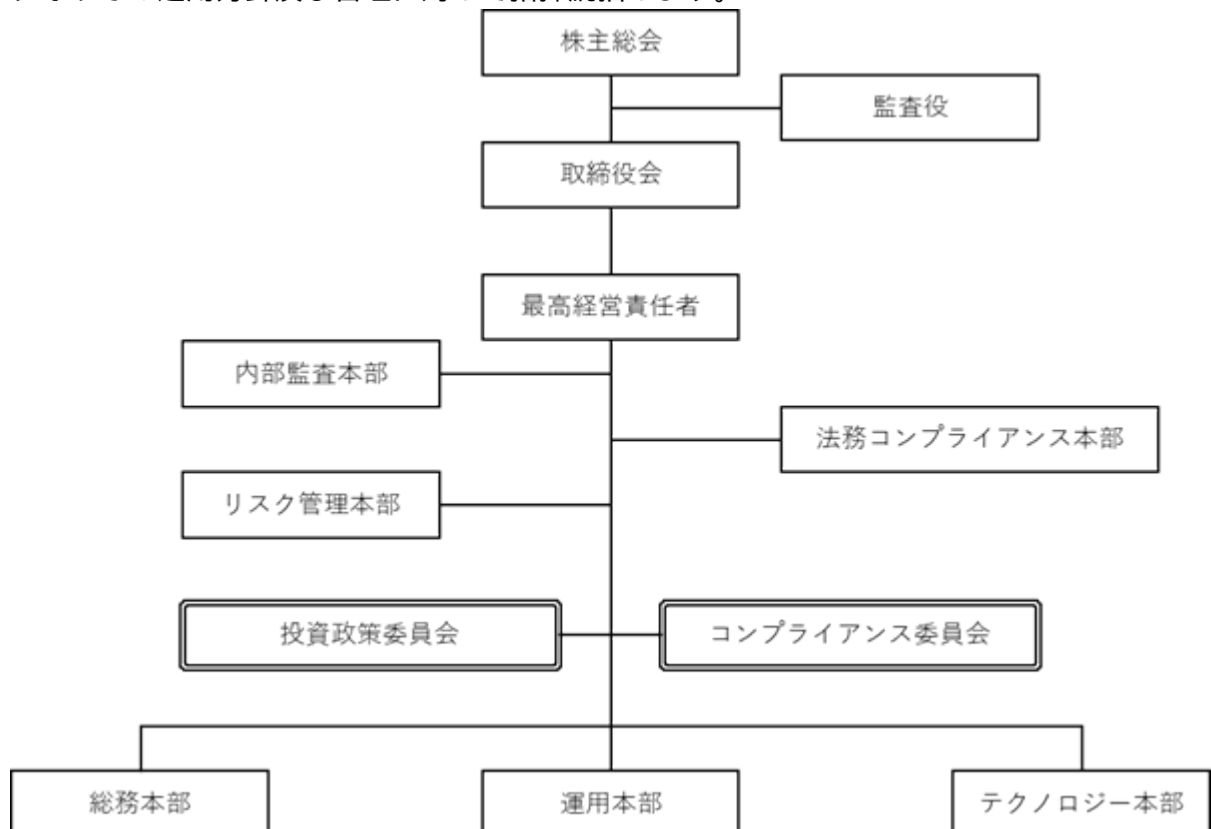 株主総会
監査役
取締役会
最高経営責任者
内部監査本部
法務コンプライアンス本部
リスク管理本部
投資政策委員会
コンプライアンス委員会
総務本部
運用本部
テクノロジー本部